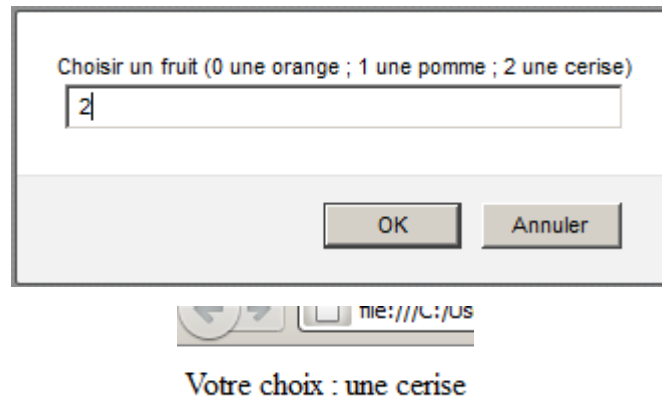 Choisir un fruit (0 une orange ; 1 une pomme ; 2 une cerise)
2
OK
Annuler
file:///C:/Us
Votre choix : une cerise